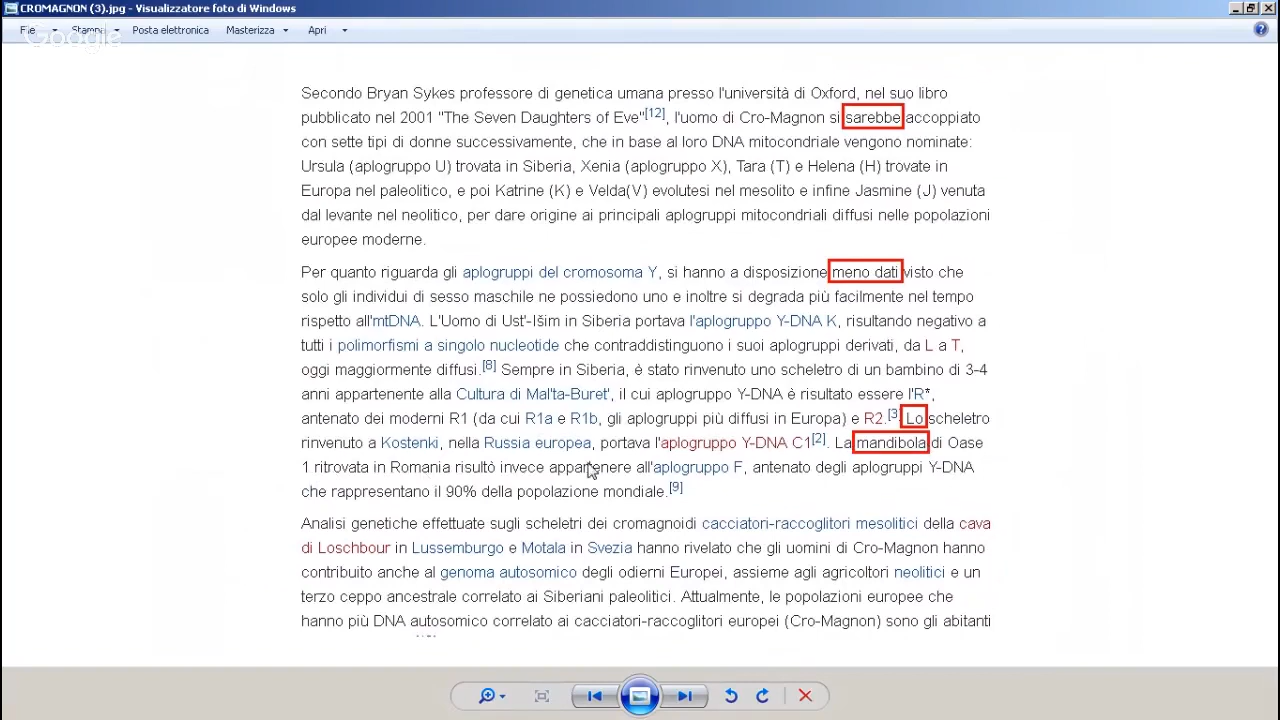 CROMAGNON (3).jpg - Visualizzatore foto di Windows
File Stampa Posta elettronica Masterizza Apri
Google
Secondo Bryan Sykes professore di genetica umana presso l'università di Oxford, nel suo libro
pubblicato nel 2001 "The Seven Daughters of Eve"[12], l'uomo di Cro-Magnon si sarebbe accoppiato
con sette tipi di donne successivamente, che in base al loro DNA mitocondriale vengono nominate:
Ursula (aplogruppo U) trovata in Siberia, Xenia (aplogruppo X), Tara (T) e Helena (H) trovate in
Europa nel paleolitico, e poi Katrine (K) e Velda(V) evolutesi nel mesolito e infine Jasmine (J) venuta
dal levante nel neolitico, per dare origine ai principali aplogruppi mitocondriali diffusi nelle popolazioni
europee moderne.
Per quanto riguarda gli aplogruppi del cromosoma Y, si hanno a disposizione meno dati visto che
solo gli individui di sesso maschile ne possiedono uno e inoltre si degrada più facilmente nel tempo
rispetto all'mtDNA. L'Uomo di Ust'-Išim in Siberia portava l'aplogruppo Y-DNA K, risultando negativo a
tutti i polimorfismi a singolo nucleotide che contraddistinguono i suoi aplogruppi derivati, da L a T,
oggi maggiormente diffusi.[8] Sempre in Siberia, è stato rinvenuto uno scheletro di un bambino di 3-4
anni appartenente alla Cultura di Mal'ta-Buret', il cui aplogruppo Y-DNA è risultato essere l'R*,
antenato dei moderni R1 (da cui R1a e R1b, gli aplogruppi più diffusi in Europa) e R2.[3 Lo scheletro
rinvenuto a Kostenki, nella Russia europea, portava l'aplogruppo Y-DNA C1[2]. La mandibola di Oase
1 ritrovata in Romania risultò invece appartenere all'aplogruppo F, antenato degli aplogruppi Y-DNA
che rappresentano il 90% della popolazione mondiale.[9]
Analisi genetiche effettuate sugli scheletri dei cromagnoidi cacciatori-raccoglitori mesolitici della cava
di Loschbour in Lussemburgo e Motala in Svezia hanno rivelato che gli uomini di Cro-Magnon hanno
contribuito anche al genoma autosomico degli odierni Europei, assieme agli agricoltori neolitici e un
terzo ceppo ancestrale correlato ai Siberiani paleolitici. Attualmente, le popolazioni europee che
hanno più DNA autosomico correlato ai cacciatori-raccoglitori europei (Cro-Magnon) sono gli abitanti